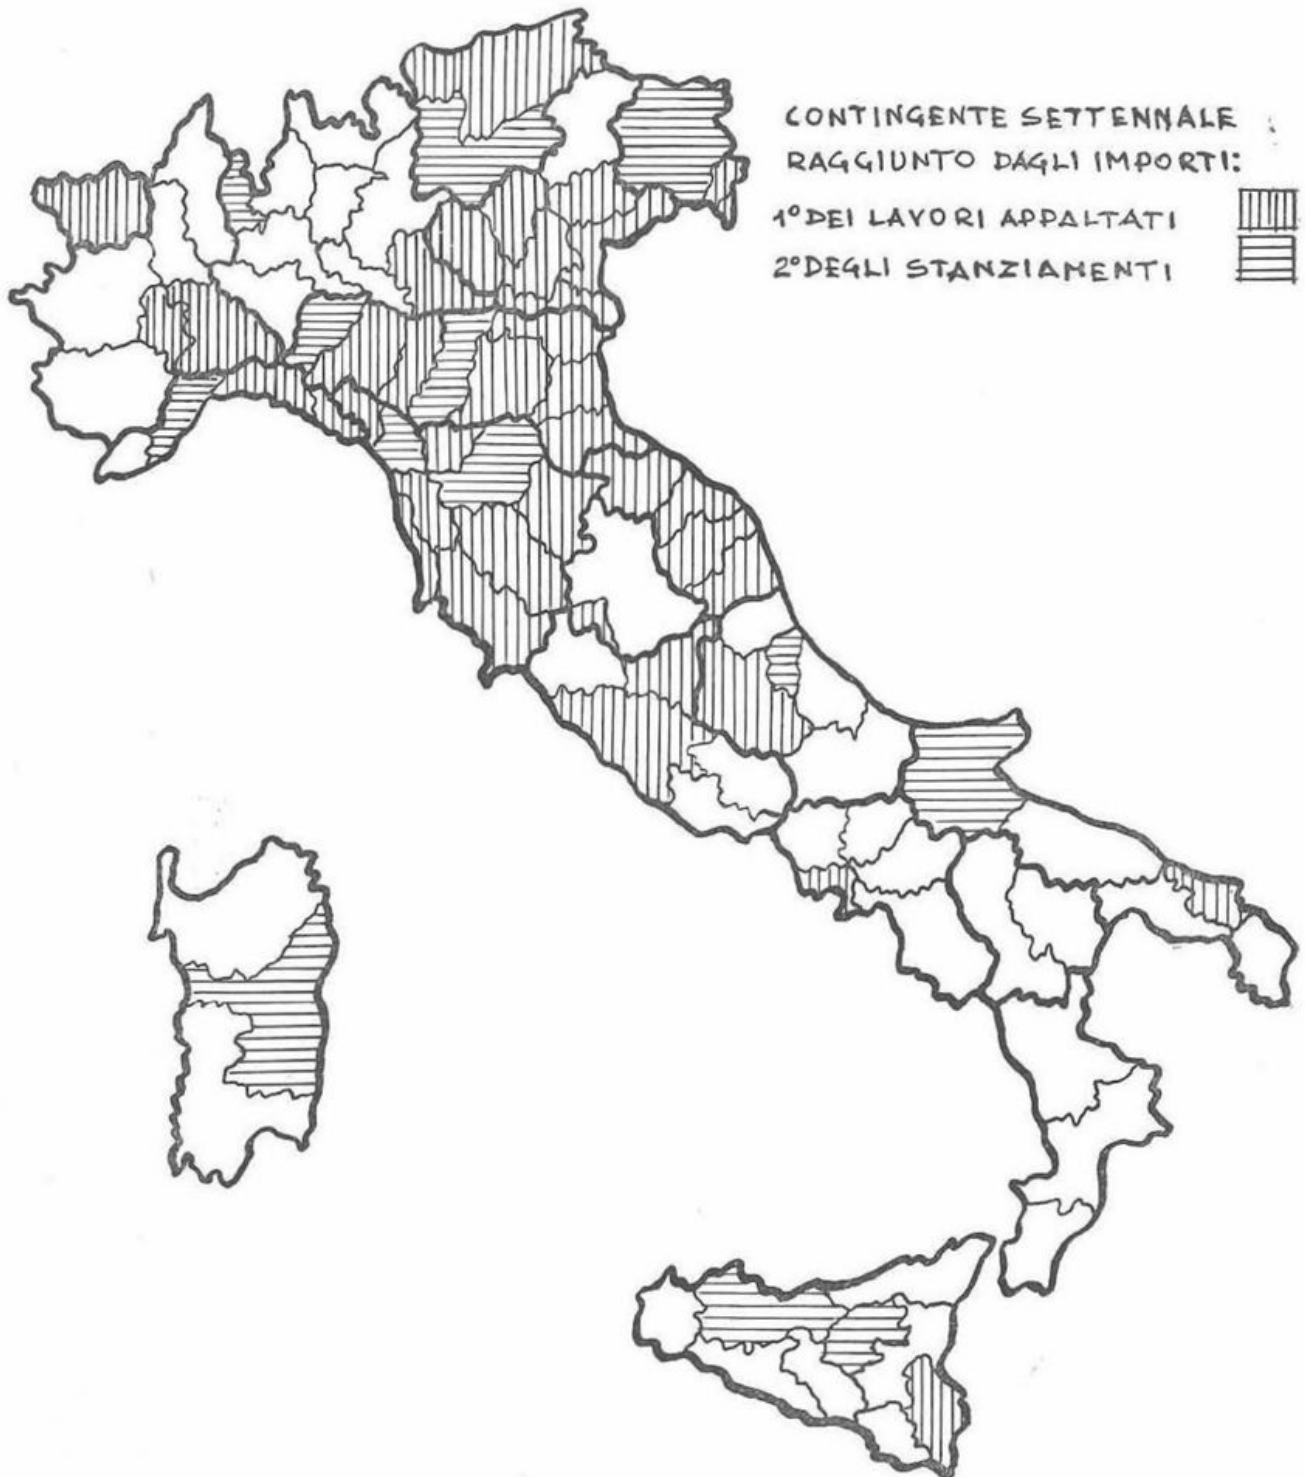 CONTINGENTE SETTENNALE
RAGGIUNTO DAGLI IMPORTI:
1° DEI LAVORI APPALTATI
2° DEGLI STANZIAMENTI